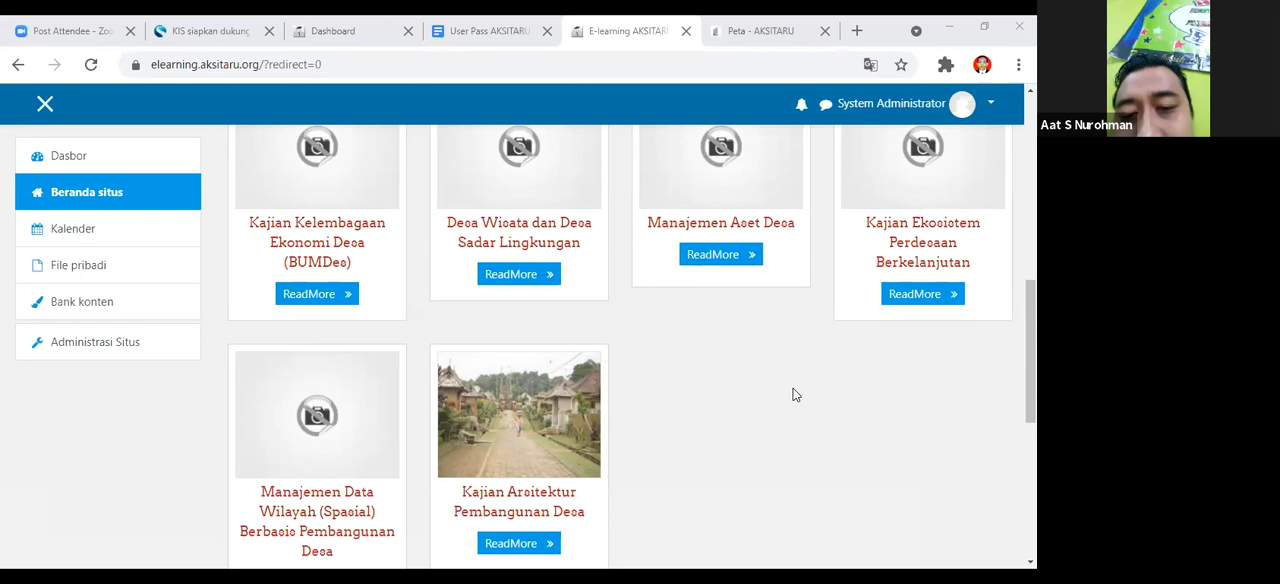 Post Attendee - Zoo
KIS siapkan dukung
Dashboard
User Pass AKSITARU
E-learning AKSITARU
Peta - AKSITARU
elearning.aksitaru.org/?redirect=0
System Administrator
Aat S Nurohman
Dasbor
Beranda situs
Kalender
File pribadi
Bank konten
Administrasi Situs
Kajian Kelembagaan
Ekonomi Desa
(BUMDes)
ReadMore »
Desa Wisata dan Desa
Sadar Lingkungan
ReadMore »
Manajemen Aset Desa
ReadMore »
Kajian Ekosistem
Perdesaan
Berkelanjutan
ReadMore »
Manajemen Data
Wilayah (Spasial)
Berbasis Pembangunan
Desa
Kajian Arsitektur
Pembangunan Desa
ReadMore »